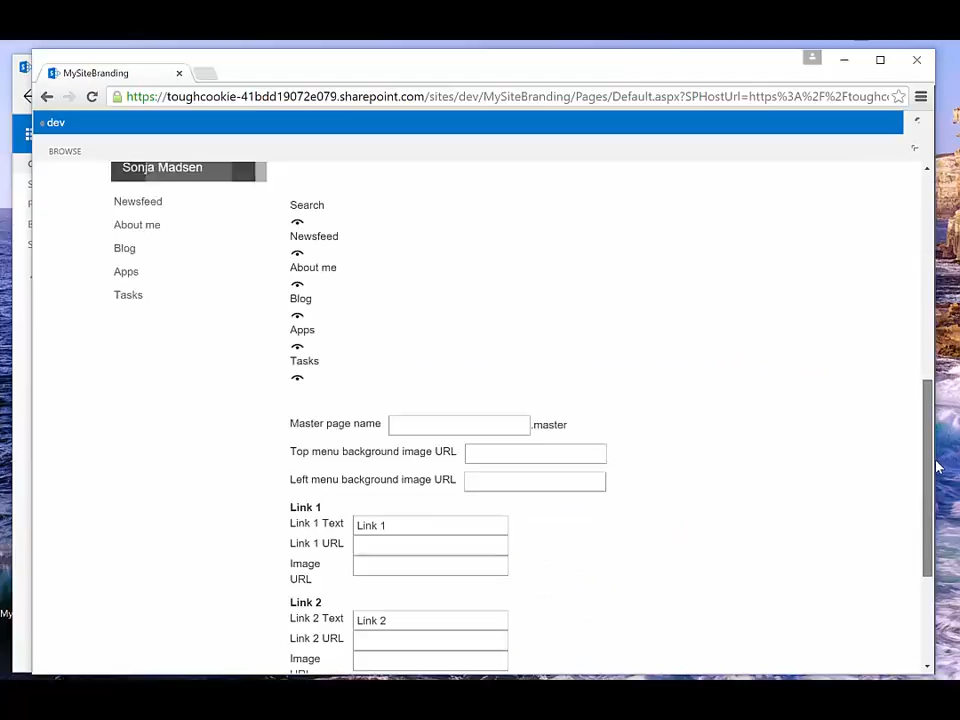 MySiteBranding
https://toughcookie-41bdd19072e079.sharepoint.com/sites/dev/MySiteBranding/Pages/Default.aspx?SPHostUrl=https%3A%2F%2Ftoughc
dev
BROWSE
Sonja Madsen
Newsfeed
About me
Blog
Apps
Tasks
Search
Newsfeed
About me
Blog
Apps
Tasks
Master page name .master
Top menu background image URL
Left menu background image URL
Link 1
Link 1 Text Link 1
Link 1 URL
Image
URL
Link 2
Link 2 Text Link 2
Link 2 URL
Image
My